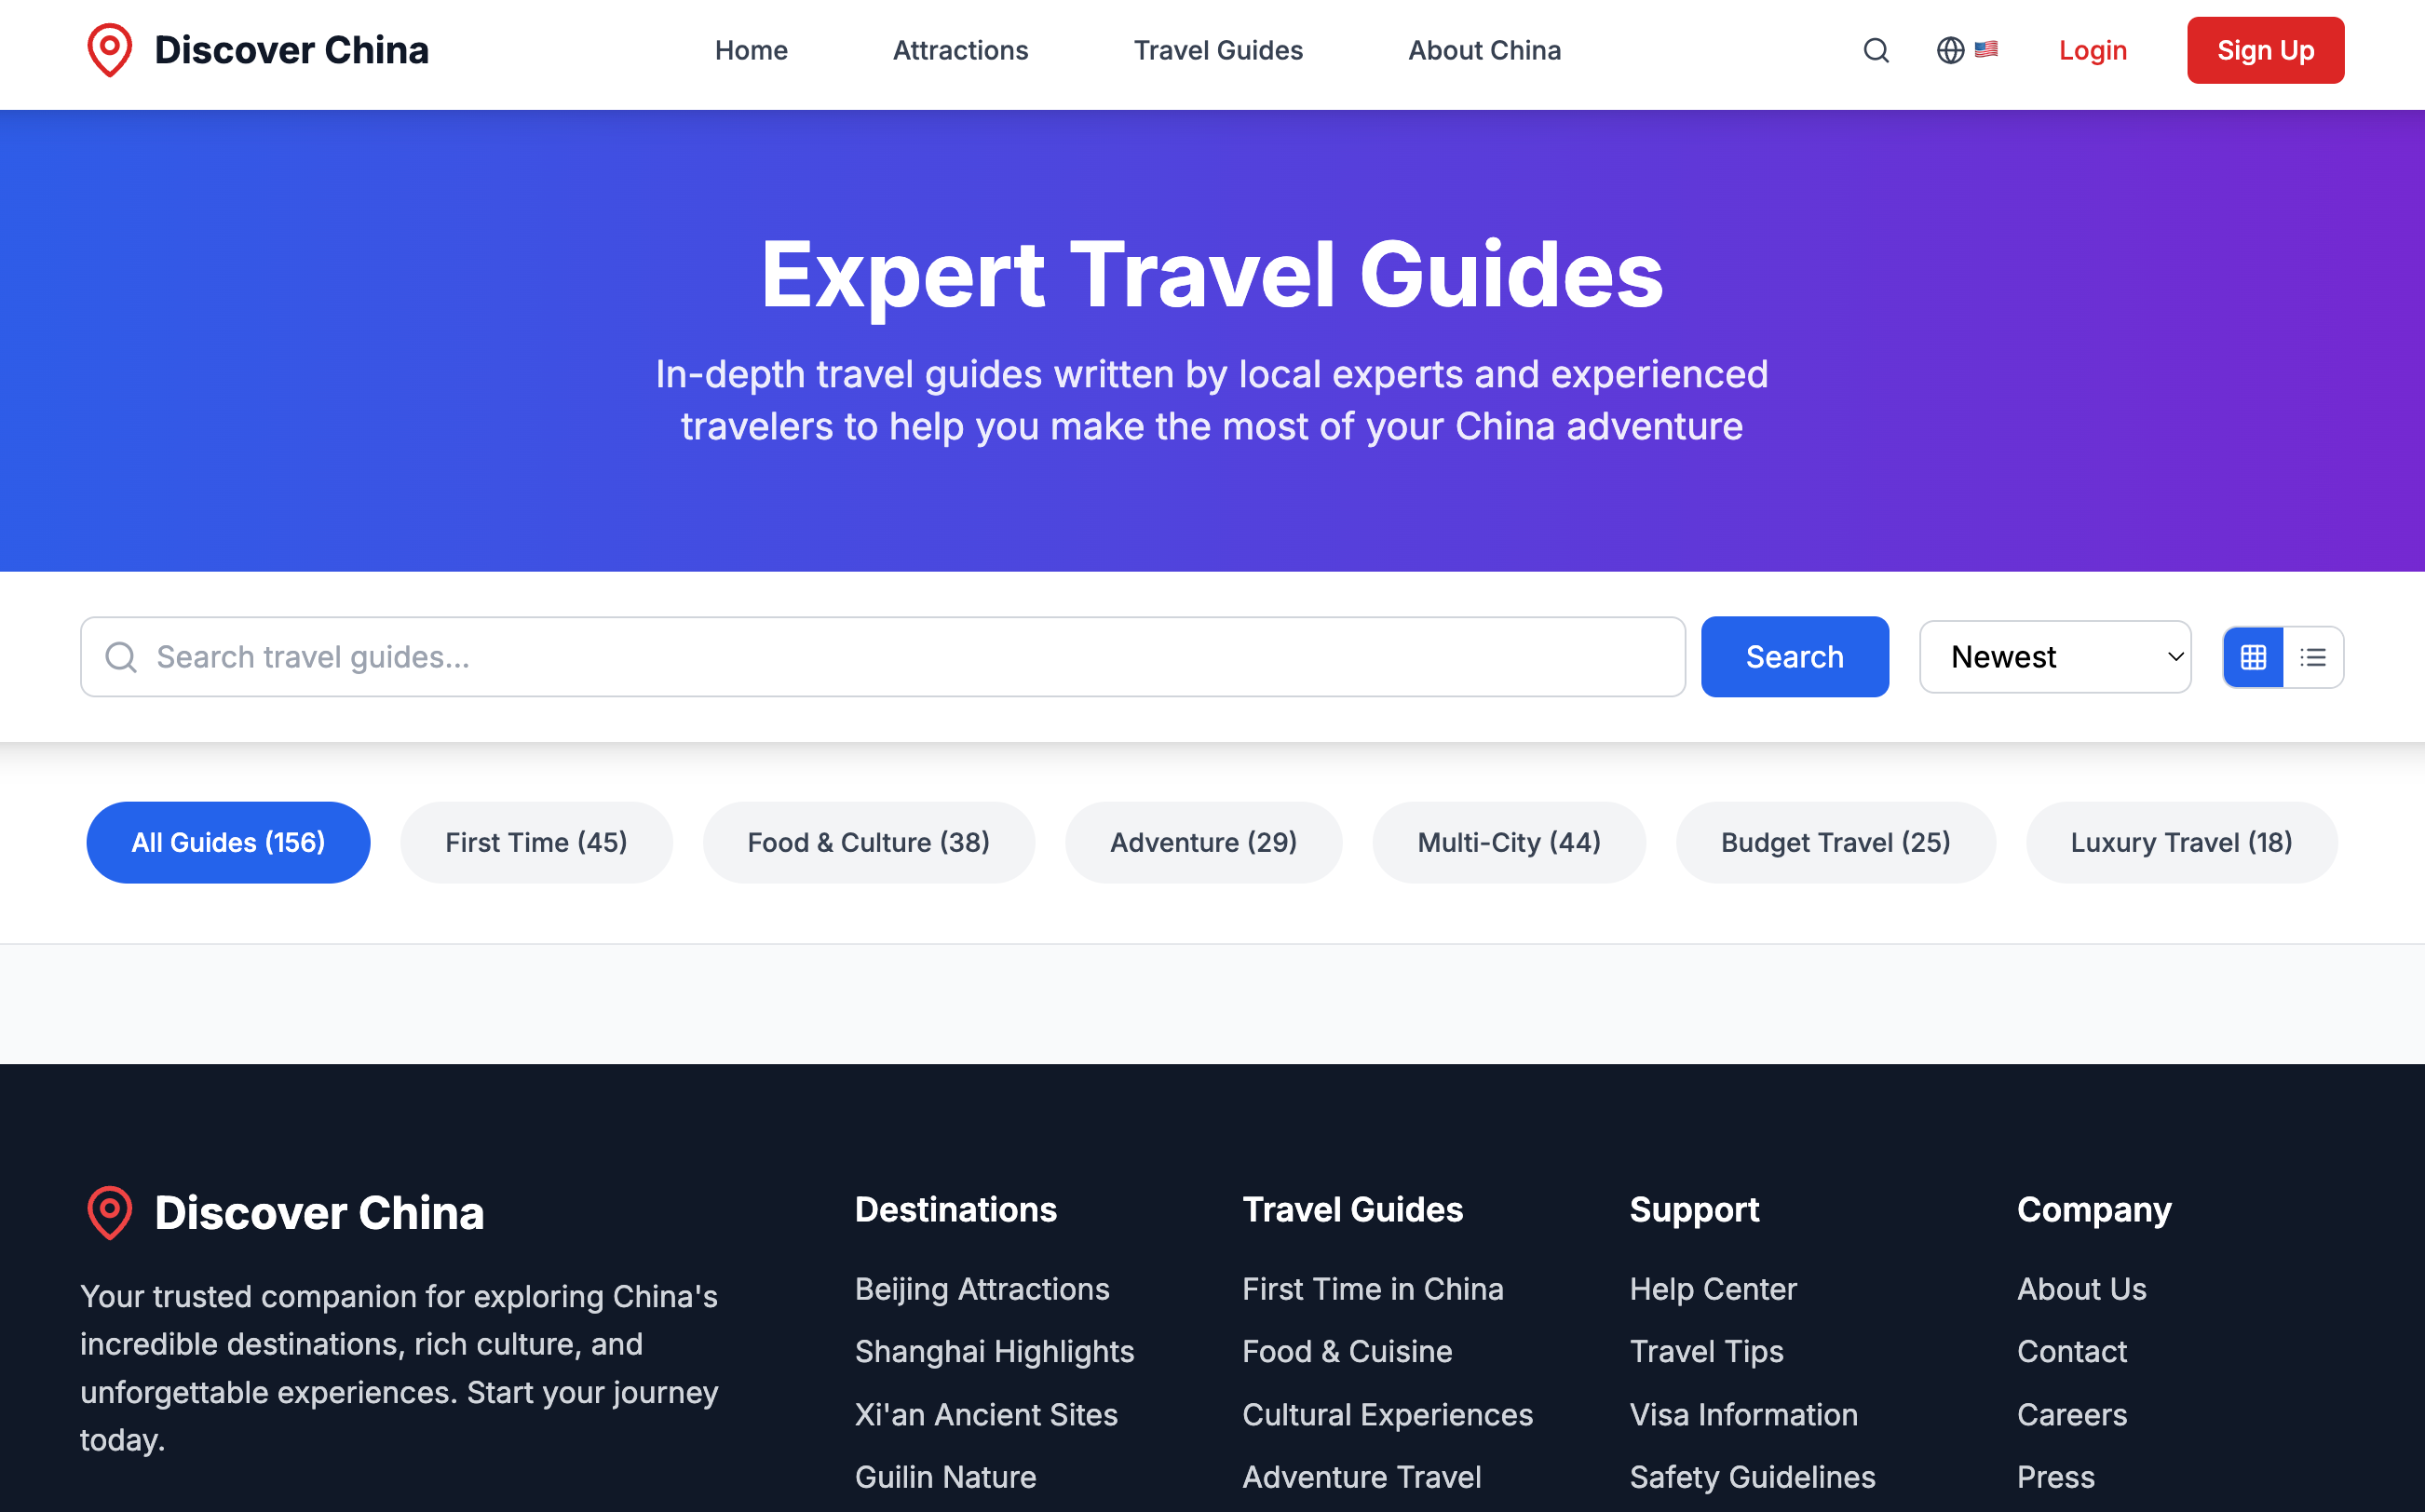 Discover China
Home
Attractions
Travel Guides
About China
Login
Sign Up
Expert Travel Guides
In-depth travel guides written by local experts and experienced
travelers to help you make the most of your China adventure
Search travel guides...
Search
Newest
All Guides (156)
First Time (45)
Food & Culture (38)
Adventure (29)
Multi-City (44)
Budget Travel (25)
Luxury Travel (18)
Discover China
Your trusted companion for exploring China's
incredible destinations, rich culture, and
unforgettable experiences. Start your journey
today.
Destinations
Beijing Attractions
Shanghai Highlights
Xi'an Ancient Sites
Guilin Nature
Travel Guides
First Time in China
Food & Cuisine
Cultural Experiences
Adventure Travel
Support
Help Center
Travel Tips
Visa Information
Safety Guidelines
Company
About Us
Contact
Careers
Press